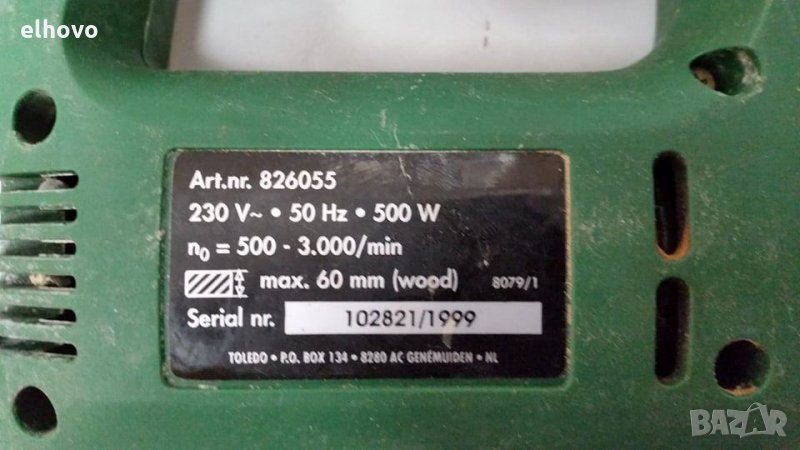 elhovo
Art.nr. 826055
230 V~ • 50 Hz • 500 W
n₀ = 500 - 3.000/min
max. 60 mm (wood) 8079/1
Serial nr. 102821/1999
TOLEDO • P.O. BOX 134 • 8280 AC GENEMUIDEN • NL
BAZAR